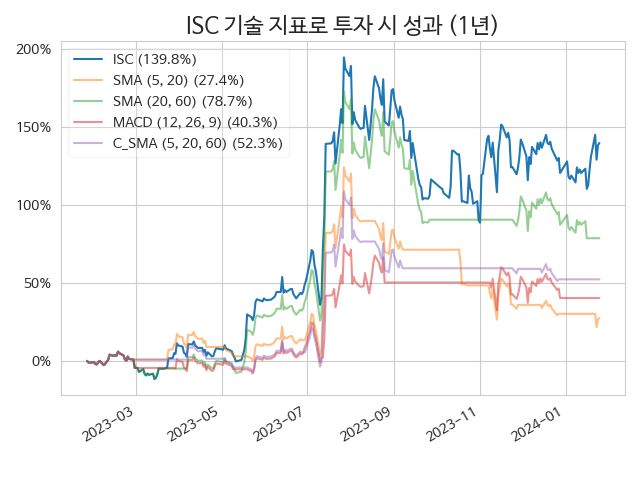 ISC 기술 지표로 투자 시 성과 (1년)
200%
150%
100%
50%
0%
ISC (139.8%)
SMA (5, 20) (27.4%)
SMA (20, 60) (78.7%)
MACD (12, 26, 9) (40.3%)
C_SMA (5, 20, 60) (52.3%)
2023-03
2023-05
2023-07
2023-09
2023-11
2024-01